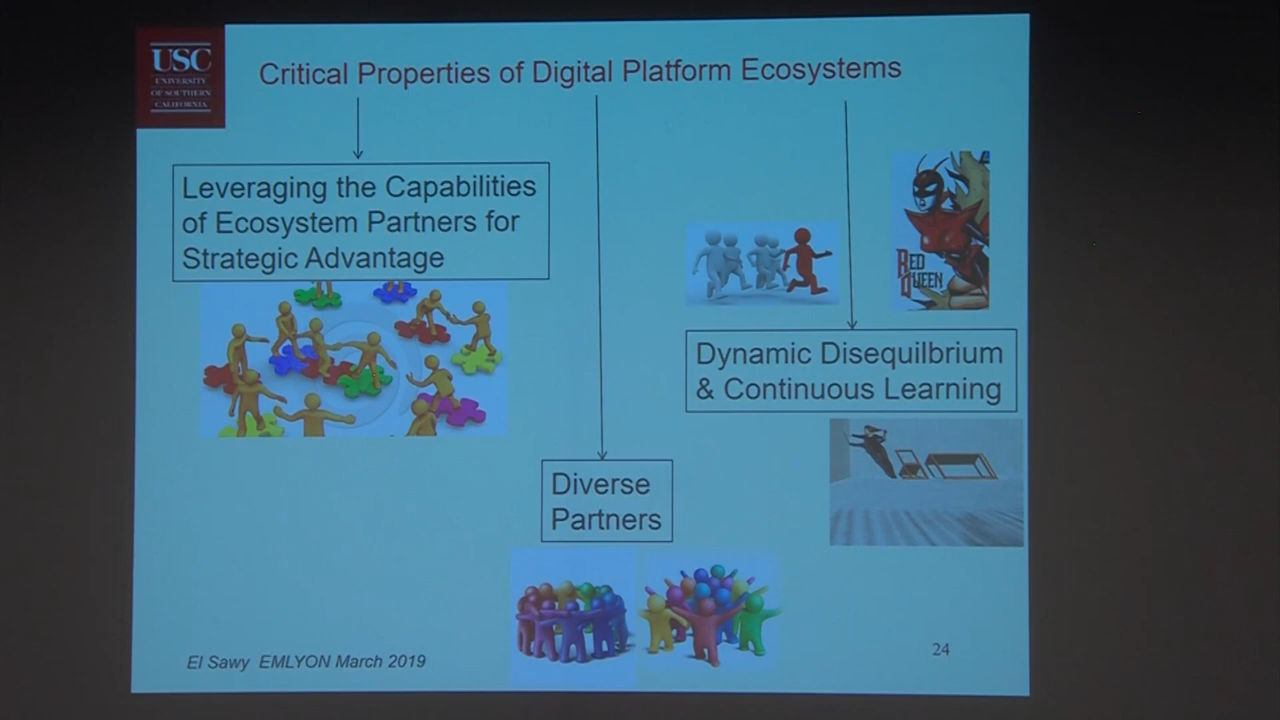 USC
UNIVERSITY
OF SOUTHERN
CALIFORNIA
Critical Properties of Digital Platform Ecosystems
Leveraging the Capabilities
of Ecosystem Partners for
Strategic Advantage
RED
QUEEN
Dynamic Disequilbrium
& Continuous Learning
Diverse
Partners
El Sawy EMLYON March 2019
24